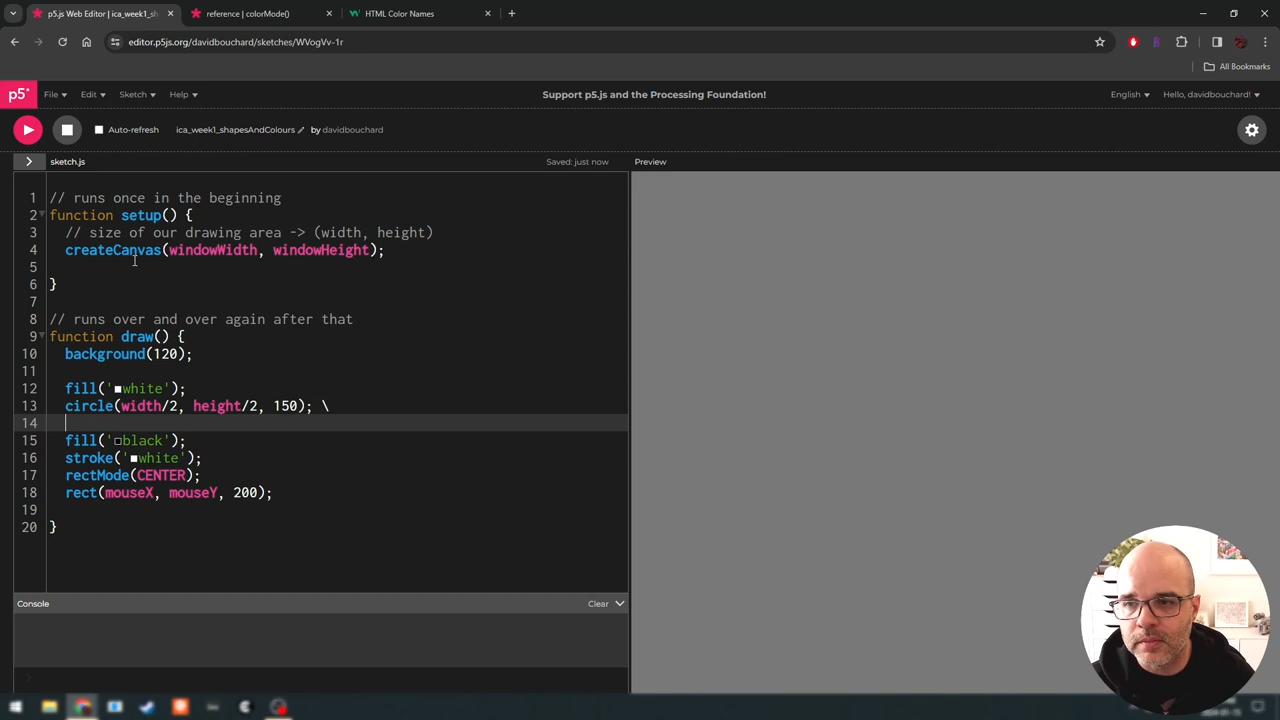 p5.js Web Editor | ica_week1_sh
reference | colorMode()
HTML Color Names
editor.p5js.org/davidbouchard/sketches/WVogVv-1r
All Bookmarks
p5* File Edit Sketch Help
Support p5.js and the Processing Foundation!
English Hello, davidbouchard!
Auto-refresh ica_week1_shapesAndColours by davidbouchard
sketch.js Saved: just now Preview
1 // runs once in the beginning
2 function setup() {
3 // size of our drawing area -> (width, height)
4 createCanvas(windowWidth, windowHeight);
5
6 }
7
8 // runs over and over again after that
9 function draw() {
10 background(120);
11
12 fill('white');
13 circle(width/2, height/2, 150); \
14
15 fill('black');
16 stroke('white');
17 rectMode(CENTER);
18 rect(mouseX, mouseY, 200);
19
20 }
Console Clear